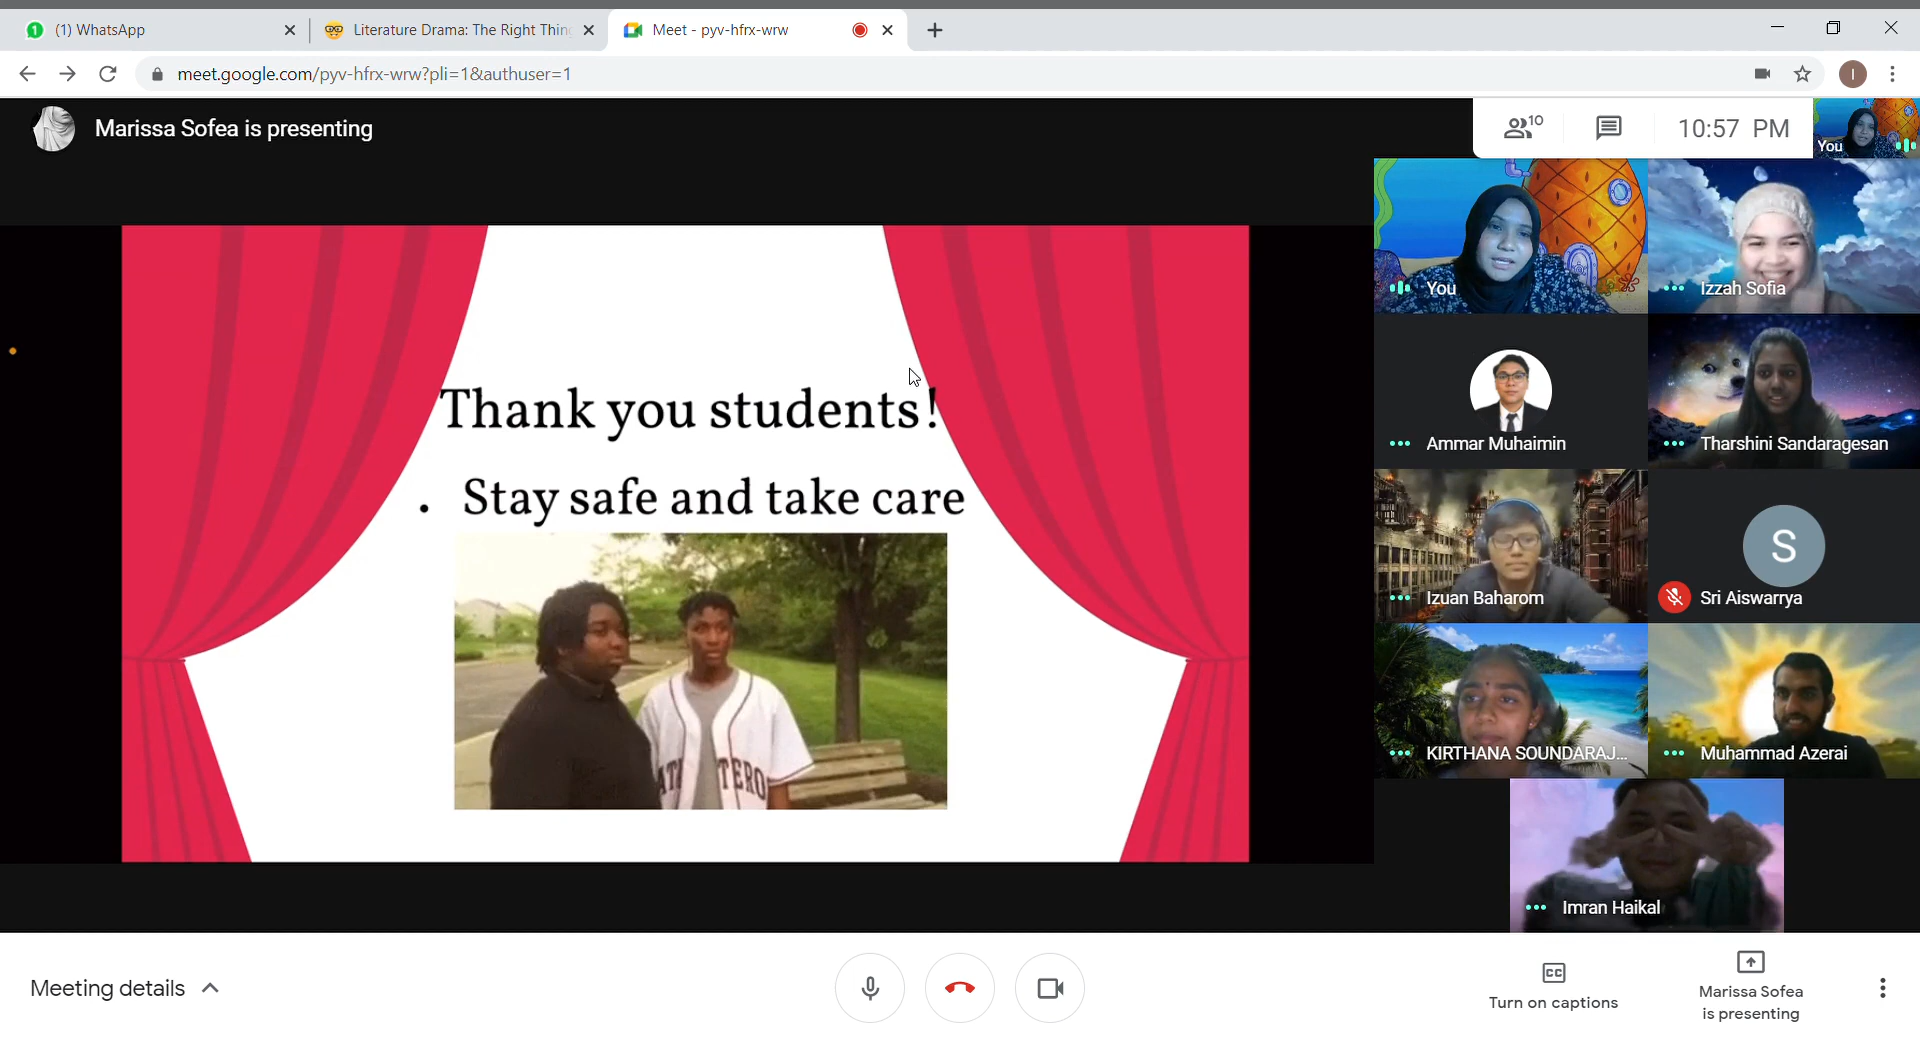 (1) WhatsApp
Literature Drama: The Right Thin
Meet - pyv-hfrx-wrw
meet.google.com/pyv-hfrx-wrw?pli=1&authuser=1
I
Marissa Sofea is presenting
10
10:57 PM
You
You
Izzah Sofia
Ammar Muhaimin
Tharshini Sandaragesan
Izuan Baharom
S
Sri Aiswarrya
KIRTHANA SOUNDARAJ...
Muhammad Azerai
Imran Haikal
Thank you students!
. Stay safe and take care
Meeting details
CC
Turn on captions
Marissa Sofea
is presenting